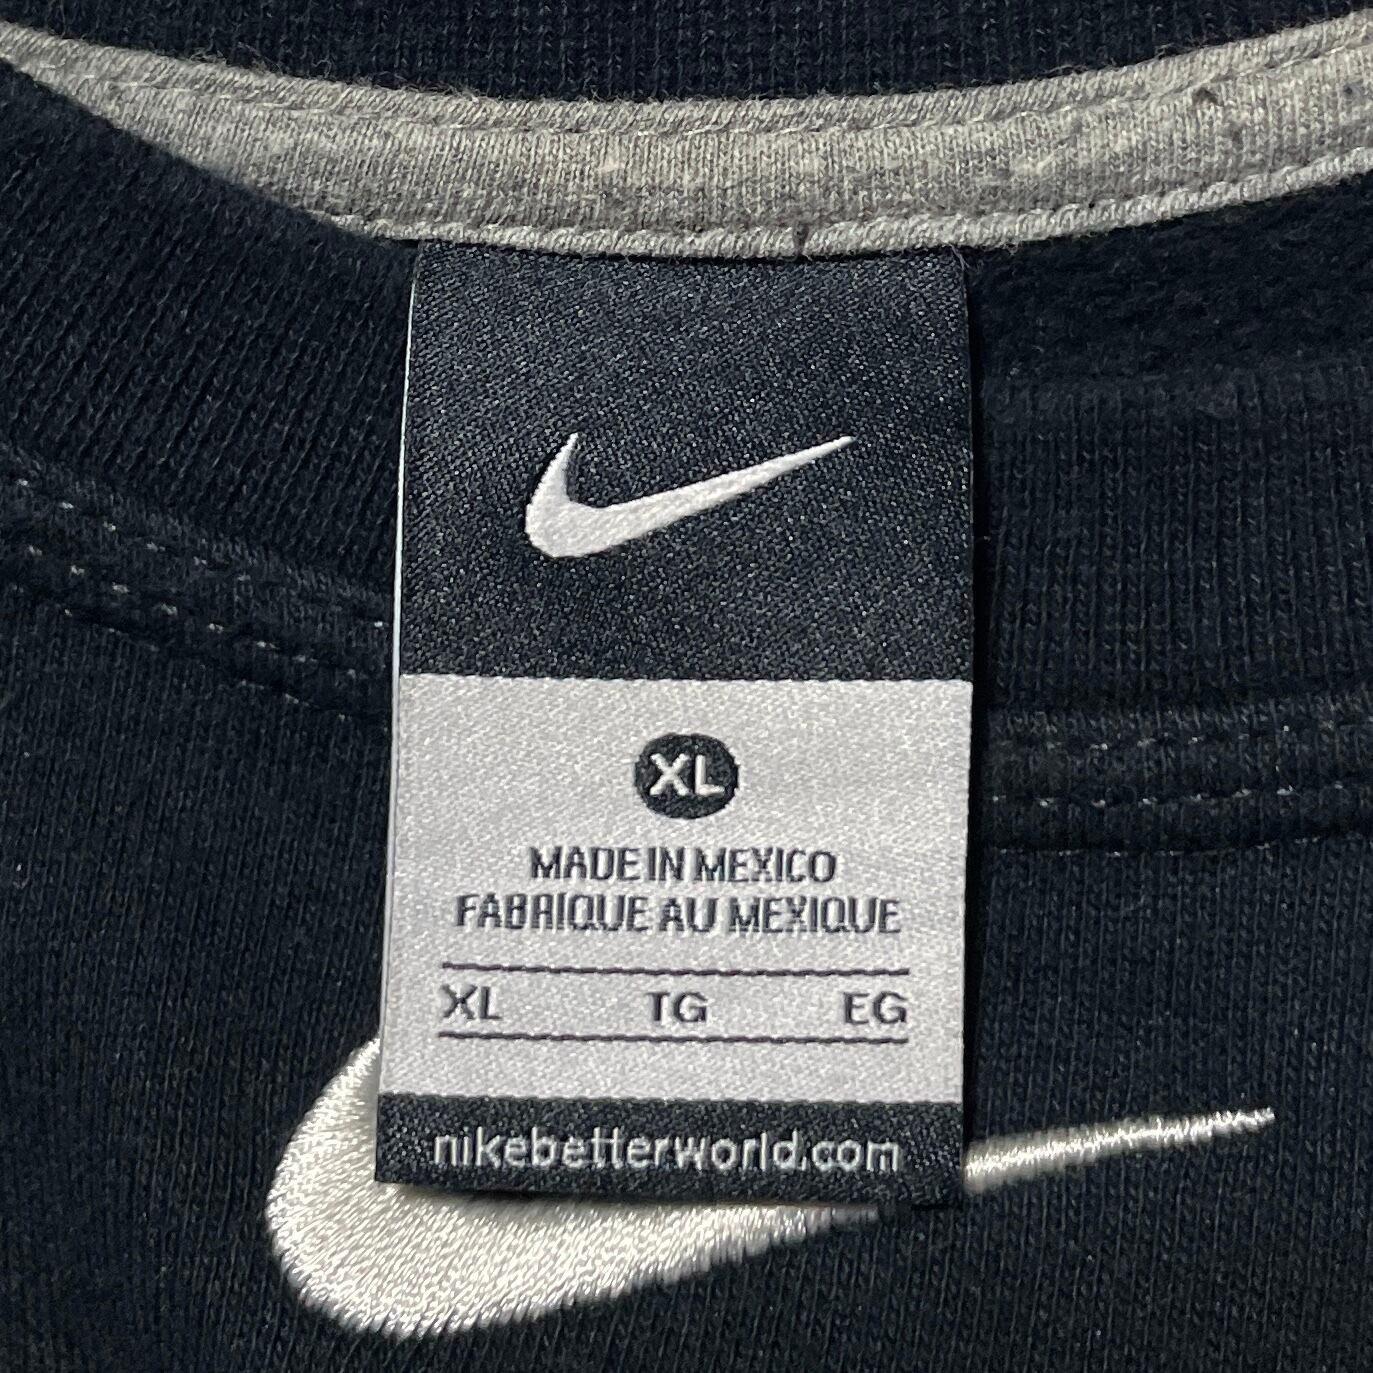 XL
MADE IN MEXICO
FABRIQUE AU MEXIQUE
XL TG EG
nikebetterworld.com